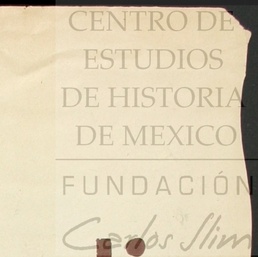 CENTRO DE
ESTUDIOS
DE HISTORIA
DE MEXICO
FUNDACIÓN
Carlos Slim